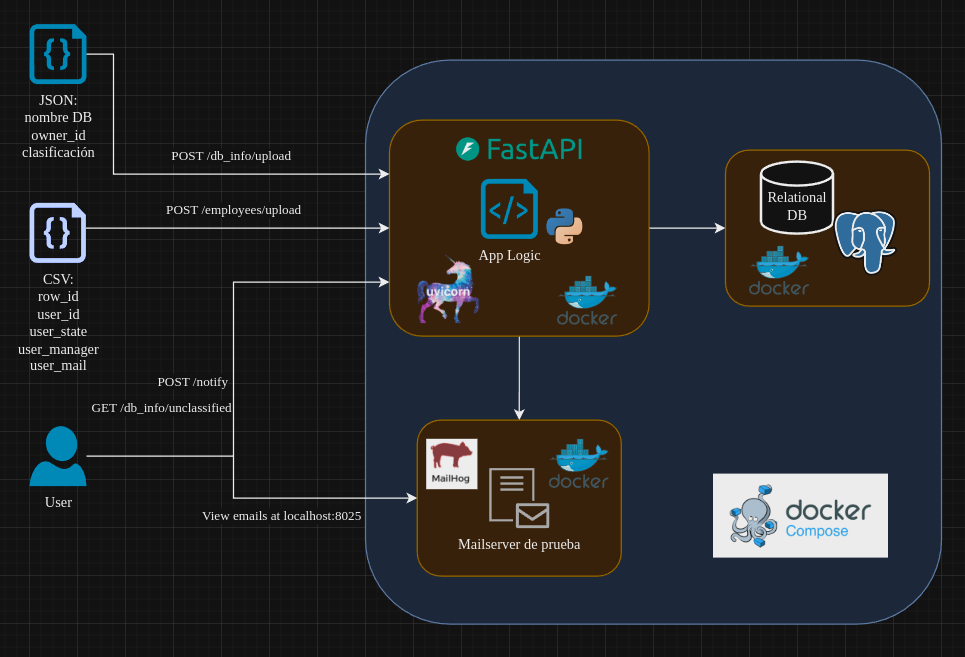 JSON:
nombre DB
owner_id
clasificación
POST /db_info/upload
CSV:
row_id
user_id
user_state
user_manager
user_mail
POST /employees/upload
POST /notify
GET /db_info/unclassified
User
View emails at localhost:8025
FastAPI
</>
App Logic
uvicorn
docker
Relational
DB
docker
MailHog
docker
Mailserver de prueba
docker
Compose